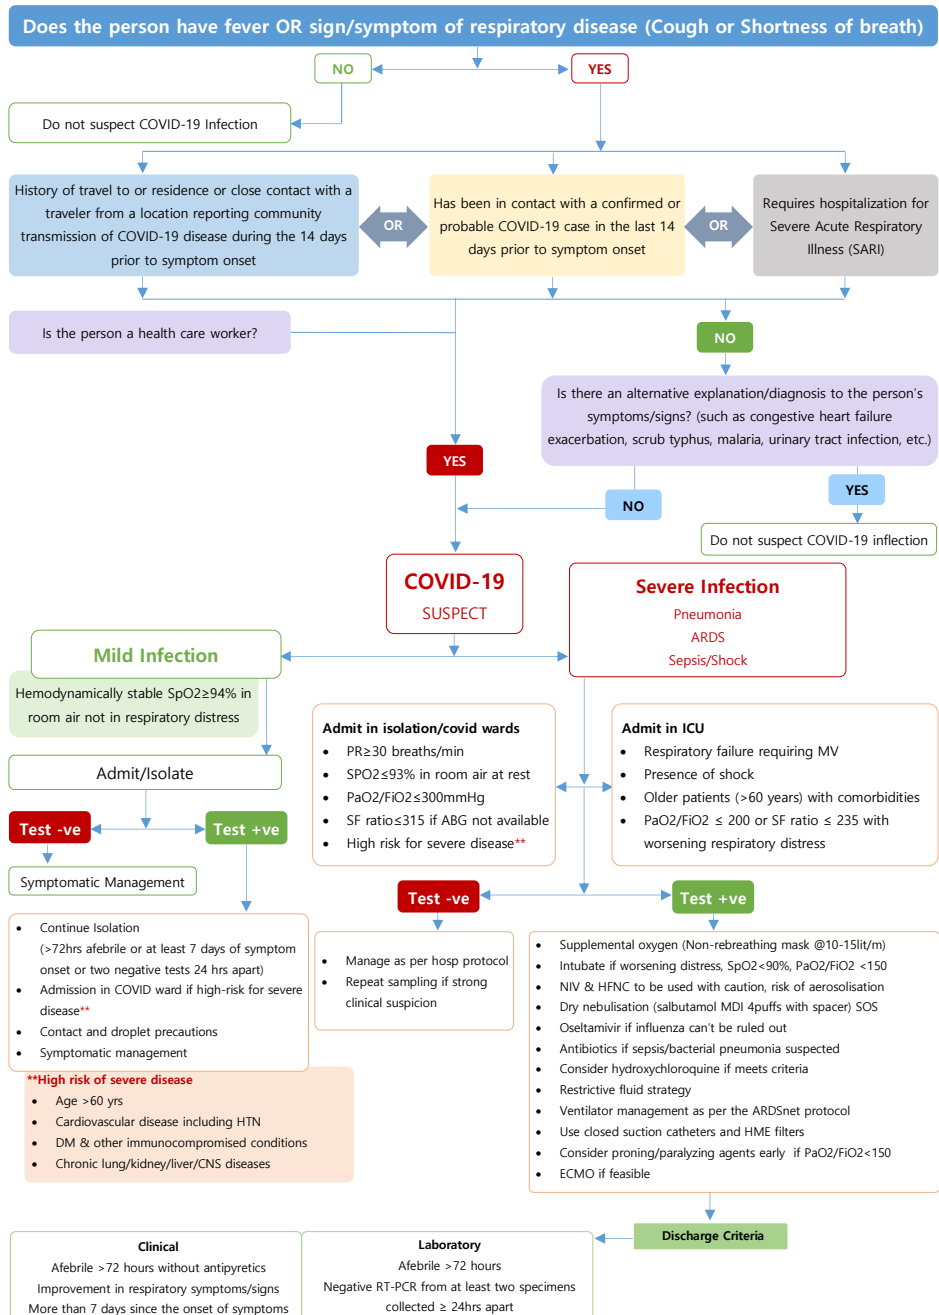 Does the person have fever OR sign/symptom of respiratory disease (Cough or Shortness of breath)
NO
YES
Do not suspect COVID-19 Infection
History of travel to or residence or close contact with a
traveler from a location reporting community
transmission of COVID-19 disease during the 14 days
prior to symptom onset
OR
Has been in contact with a confirmed or
probable COVID-19 case in the last 14
days prior to symptom onset
OR
Requires hospitalization for
Severe Acute Respiratory
Illness (SARI)
Is the person a health care worker?
NO
Is there an alternative explanation/diagnosis to the person's
symptoms/signs? (such as congestive heart failure
exacerbation, scrub typhus, malaria, urinary tract infection, etc.)
YES
NO
YES
Do not suspect COVID-19 inflection
COVID-19
SUSPECT
Severe Infection
Pneumonia
ARDS
Sepsis/Shock
Mild Infection
Hemodynamically stable SpO2≥94% in
room air not in respiratory distress
Admit/Isolate
Test -ve
Test +ve
Symptomatic Management
Admit in isolation/covid wards
• PR≥30 breaths/min
• SPO2≤93% in room air at rest
• PaO2/FiO2≤300mmHg
• SF ratio≤315 if ABG not available
• High risk for severe disease**
Admit in ICU
• Respiratory failure requiring MV
• Presence of shock
• Older patients (>60 years) with comorbidities
• PaO2/FiO2 ≤ 200 or SF ratio ≤ 235 with
worsening respiratory distress
Test -ve
Test +ve
• Continue Isolation
(>72hrs afebrile or at least 7 days of symptom
onset or two negative tests 24 hrs apart)
• Admission in COVID ward if high-risk for severe
disease**
• Contact and droplet precautions
• Symptomatic management
• Manage as per hosp protocol
• Repeat sampling if strong
clinical suspicion
• Supplemental oxygen (Non-rebreathing mask @10-15lit/m)
• Intubate if worsening distress, SpO2<90%, PaO2/FiO2 <150
• NIV & HFNC to be used with caution, risk of aerosolisation
• Dry nebulisation (salbutamol MDI 4puffs with spacer) SOS
• Oseltamivir if influenza can't be ruled out
• Antibiotics if sepsis/bacterial pneumonia suspected
• Consider hydroxychloroquine if meets criteria
• Restrictive fluid strategy
• Ventilator management as per the ARDSnet protocol
• Use closed suction catheters and HME filters
• Consider proning/paralyzing agents early if PaO2/FiO2<150
• ECMO if feasible
**High risk of severe disease
• Age >60 yrs
• Cardiovascular disease including HTN
• DM & other immunocompromised conditions
• Chronic lung/kidney/liver/CNS diseases
Discharge Criteria
Clinical
Afebrile >72 hours without antipyretics
Improvement in respiratory symptoms/signs
More than 7 days since the onset of symptoms
Laboratory
Afebrile >72 hours
Negative RT-PCR from at least two specimens
collected ≥ 24hrs apart